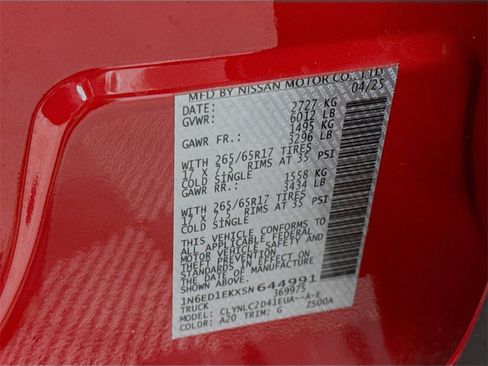 MFD BY NISSAN MOTOR CO., LTD
DATE: 04/25
GVWR: 2727 KG
6012 LB
GAWR FR.: 1495 KG
3296 LB
WITH 265/65R17 TIRES
17 X 7.5 RIMS AT 35 PSI
COLD SINGLE
GAWR RR.: 1558 KG
3434 LB
WITH 265/65R17 TIRES
17 X 7.5 RIMS AT 35 PSI
COLD SINGLE
THIS VEHICLE CONFORMS TO
ALL APPLICABLE FEDERAL
MOTOR VEHICLE SAFETY AND
THEFT PREVENTION STANDARDS
IN EFFECT ON THE DATE OF
MANUFACTURE SHOWN ABOVE.
1N6ED1EKXSN644991
TRUCK 369975
MODEL: CLYNLC2D41EUA--A-E
COLOR: A20 TRIM: G ZS00A